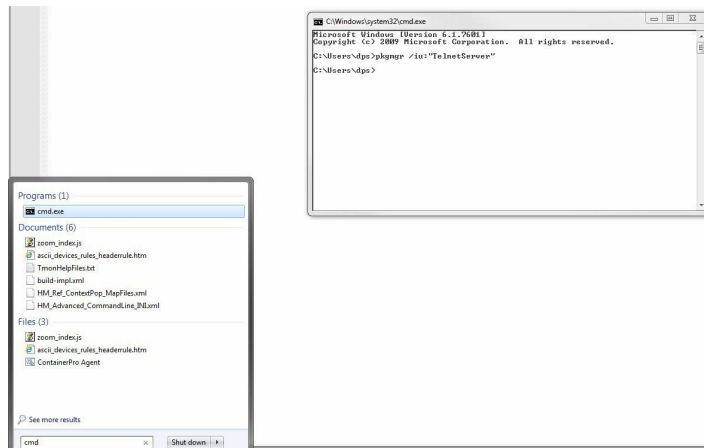 C:\Windows\system32\cmd.exe
Microsoft Windows [Version 6.1.7601]
Copyright (c) 2009 Microsoft Corporation. All rights reserved.
C:\Users\dps>pkgmgr /iu:"TelnetServer"
C:\Users\dps>
Programs (1)
cmd.exe
Documents (6)
zoom_index.js
ascii_devices_rules_headerrule.htm
TmonHelpFiles.txt
build-impl.xml
HM_Ref_ContextPop_MapFiles.xml
HM_Advanced_CommandLine_INI.xml
Files (3)
zoom_index.js
ascii_devices_rules_headerrule.htm
ContainerPro Agent
See more results
cmd
Shut down